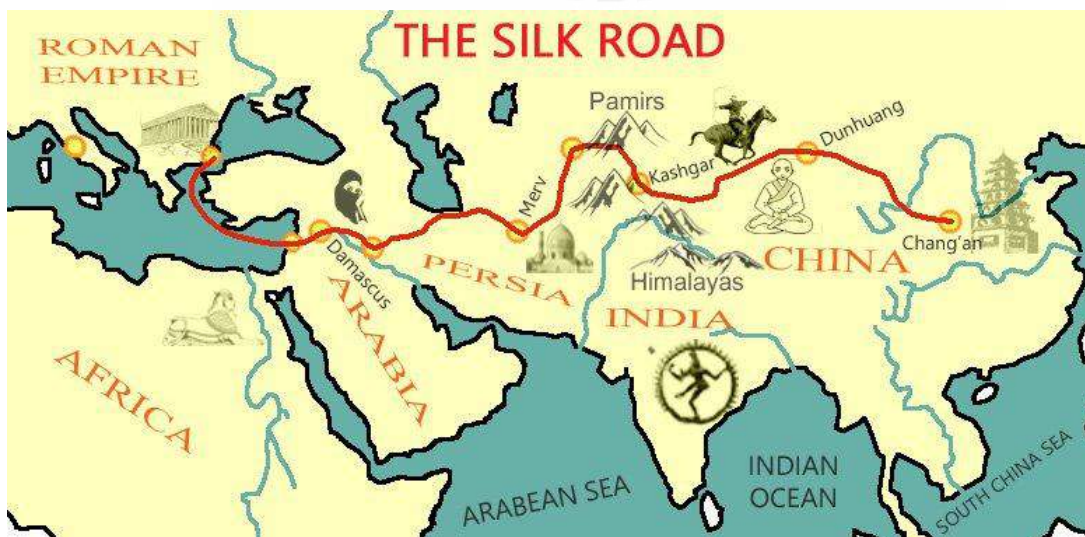 THE SILK ROAD
ROMAN
EMPIRE
Pamirs
Dunhuang
Kashgar
Merv
Chang'an
Damascus
PERSIA
CHINA
Himalayas
ARABIA
INDIA
AFRICA
ARABEAN SEA
INDIAN
OCEAN
SOUTH CHINA SEA